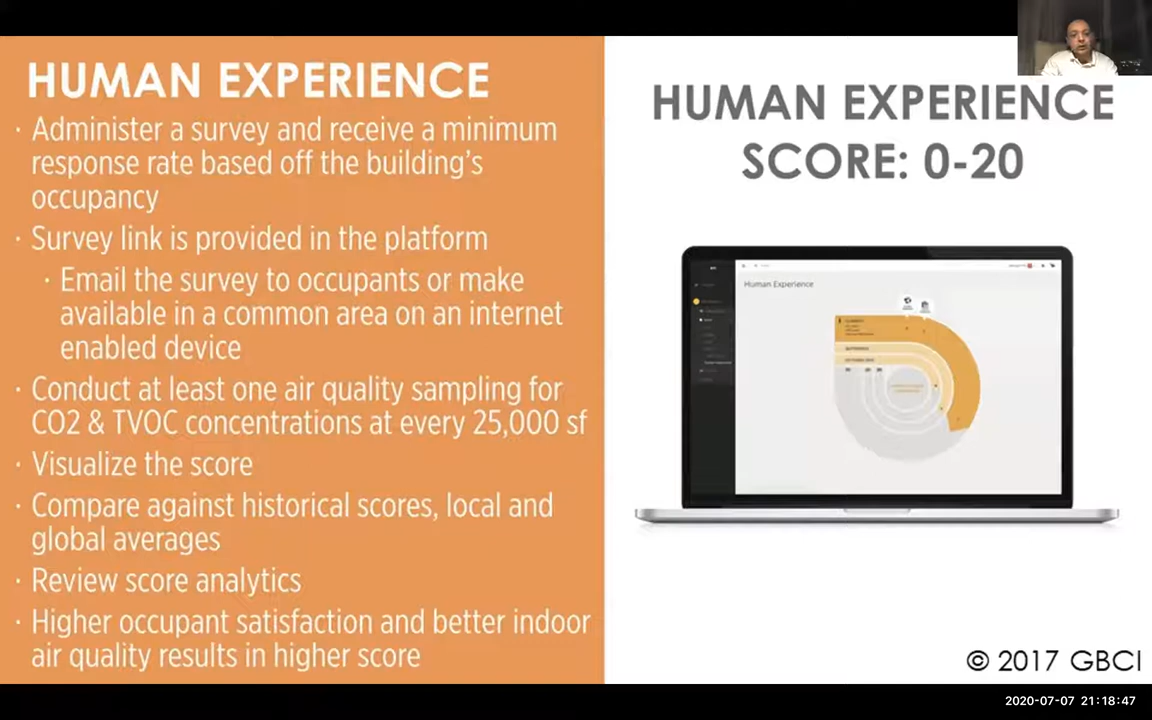 HUMAN EXPERIENCE
· Administer a survey and receive a minimum
response rate based off the building's
occupancy
· Survey link is provided in the platform
· Email the survey to occupants or make
available in a common area on an internet
enabled device
· Conduct at least one air quality sampling for
CO2 & TVOC concentrations at every 25,000 sf
· Visualize the score
· Compare against historical scores, local and
global averages
· Review score analytics
· Higher occupant satisfaction and better indoor
air quality results in higher score
HUMAN EXPERIENCE
SCORE: 0-20
Human Experience
© 2017 GBCI
2020-07-07 21:18:47